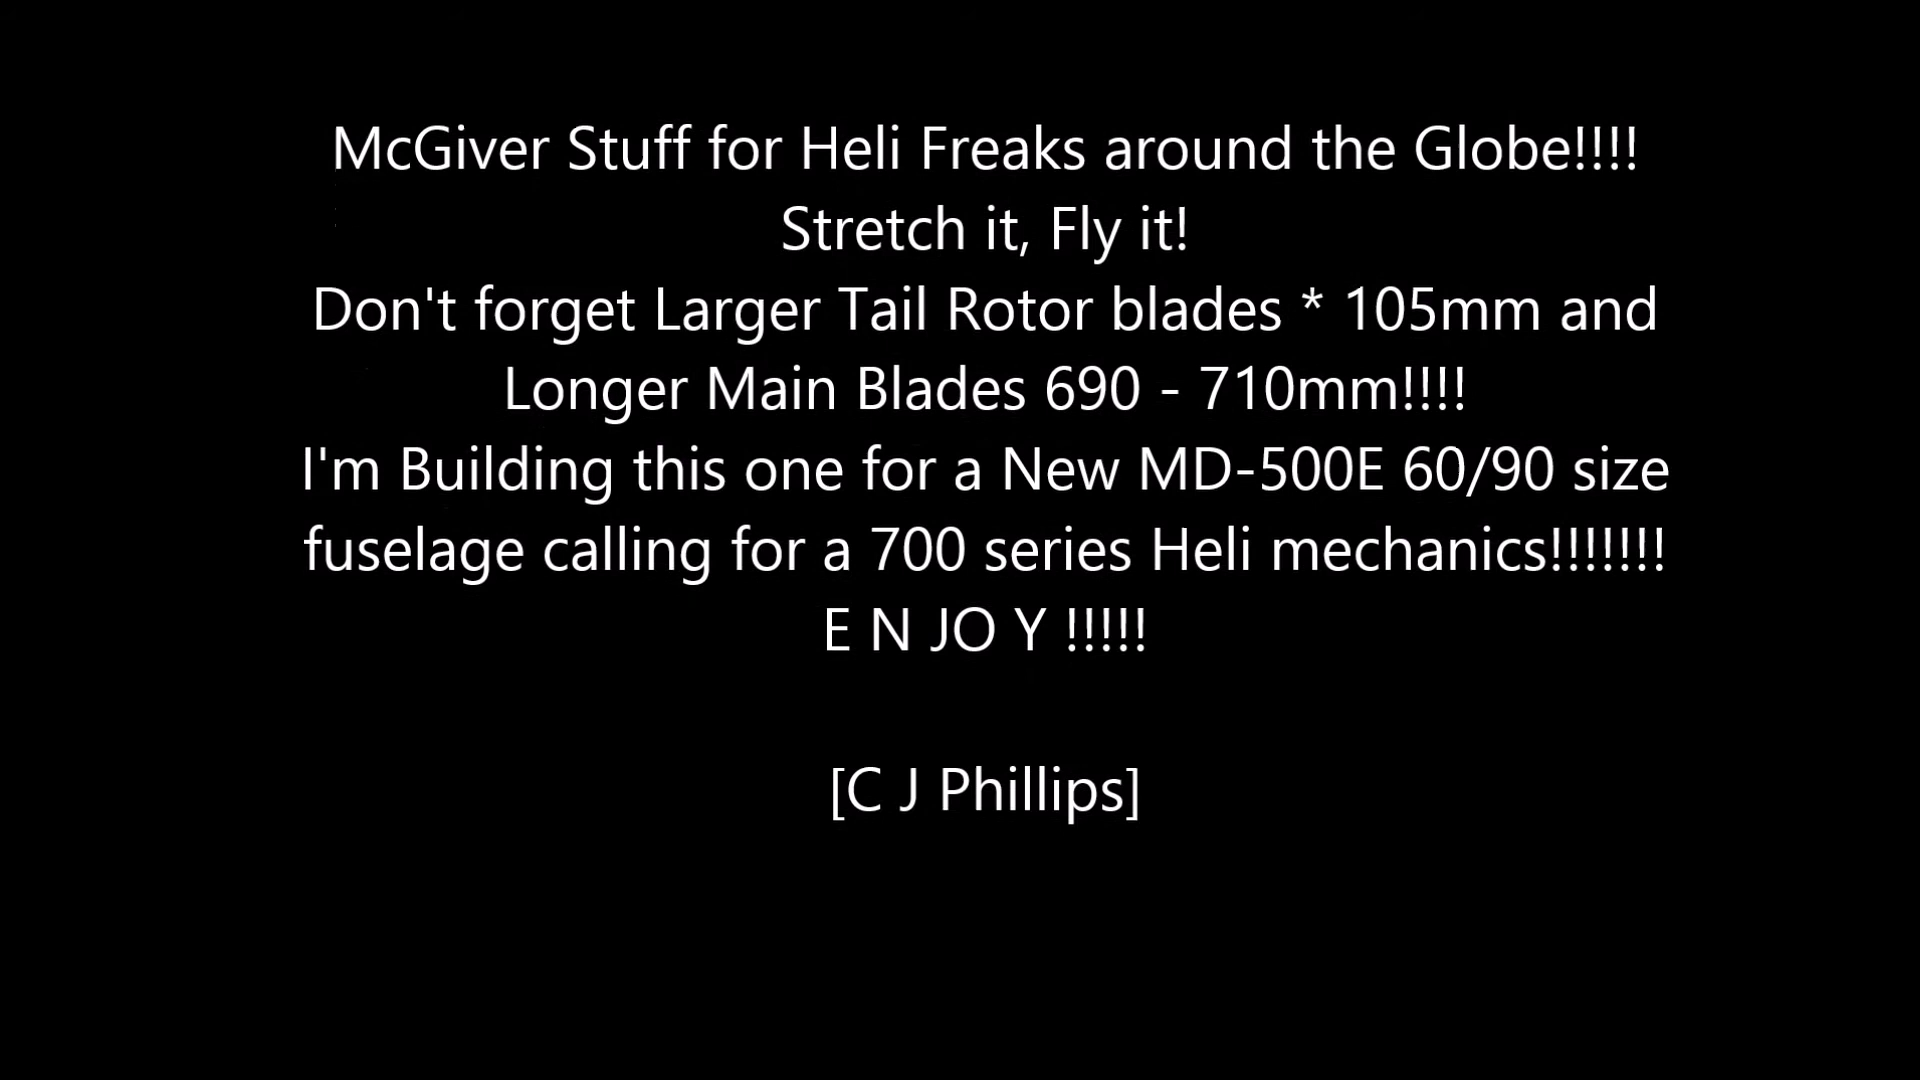 McGiver Stuff for Heli Freaks around the Globe!!!!
Stretch it, Fly it!
Don't forget Larger Tail Rotor blades * 105mm and
Longer Main Blades 690 - 710mm!!!!
I'm Building this one for a New MD-500E 60/90 size
fuselage calling for a 700 series Heli mechanics!!!!!!!
E N JO Y !!!!!
[C J Phillips]